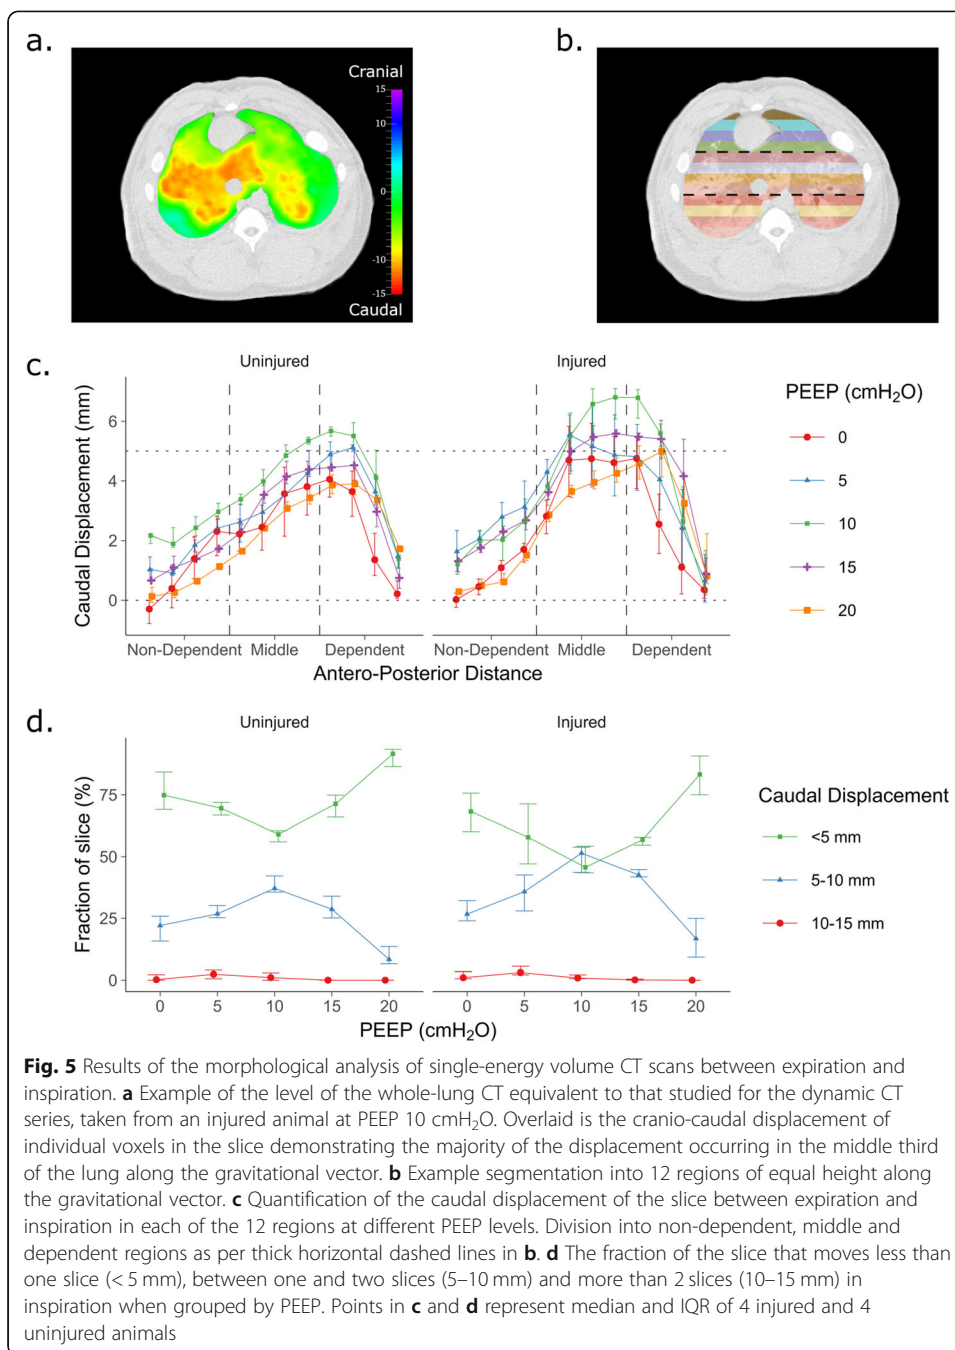 a.
Cranial
15
10
0
-10
-15
Caudal
b.
c.
Uninjured
Injured
Caudal Displacement (mm)
6
4
2
0
Non-Dependent
Middle
Dependent
Non-Dependent
Middle
Dependent
Antero-Posterior Distance
PEEP (cmH₂O)
0
5
10
15
20
d.
Uninjured
Injured
Fraction of slice (%)
75
50
25
0
0 5 10 15 20
0 5 10 15 20
PEEP (cmH₂O)
Caudal Displacement
<5 mm
5-10 mm
10-15 mm
Fig. 5 Results of the morphological analysis of single-energy volume CT scans between expiration and
inspiration. a Example of the level of the whole-lung CT equivalent to that studied for the dynamic CT
series, taken from an injured animal at PEEP 10 cmH₂O. Overlaid is the cranio-caudal displacement of
individual voxels in the slice demonstrating the majority of the displacement occurring in the middle third
of the lung along the gravitational vector. b Example segmentation into 12 regions of equal height along
the gravitational vector. c Quantification of the caudal displacement of the slice between expiration and
inspiration in each of the 12 regions at different PEEP levels. Division into non-dependent, middle and
dependent regions as per thick horizontal dashed lines in b. d The fraction of the slice that moves less than
one slice (< 5 mm), between one and two slices (5–10 mm) and more than 2 slices (10–15 mm) in
inspiration when grouped by PEEP. Points in c and d represent median and IQR of 4 injured and 4
uninjured animals